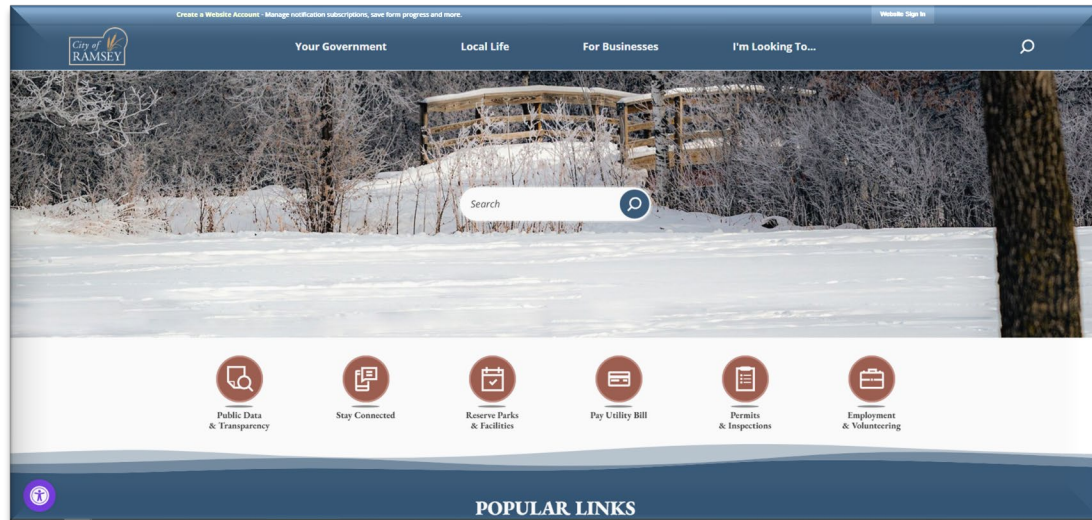 Create a Website Account - Manage notification subscriptions, save form progress and more.
Website Sign In
City of
RAMSEY
Your Government
Local Life
For Businesses
I'm Looking To...
Search
Public Data
& Transparency
Stay Connected
Reserve Parks
& Facilities
Pay Utility Bill
Permits
& Inspections
Employment
& Volunteering
POPULAR LINKS